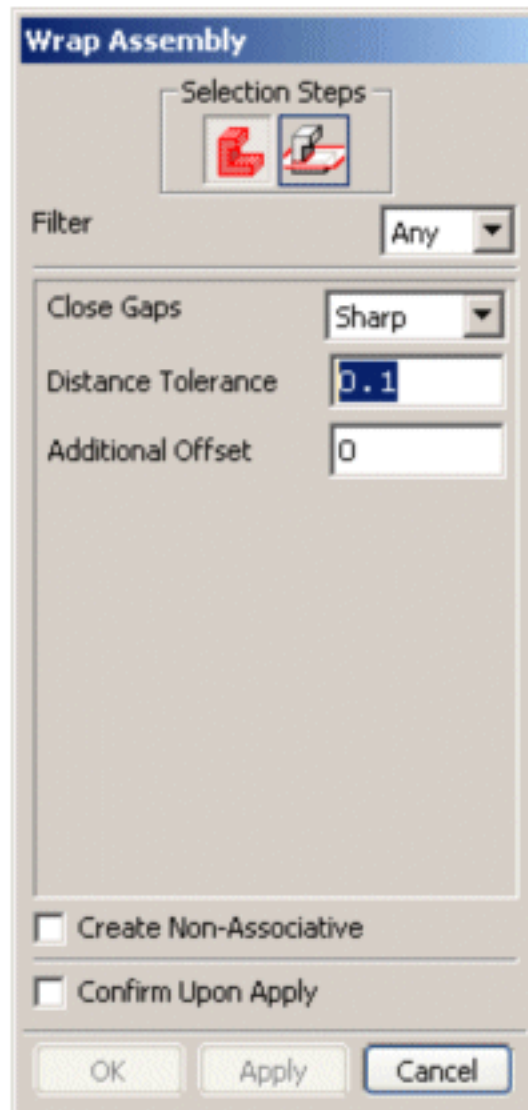 Wrap Assembly
Selection Steps
Filter Any
Close Gaps Sharp
Distance Tolerance 0.1
Additional Offset 0
Create Non-Associative
Confirm Upon Apply
OK Apply Cancel